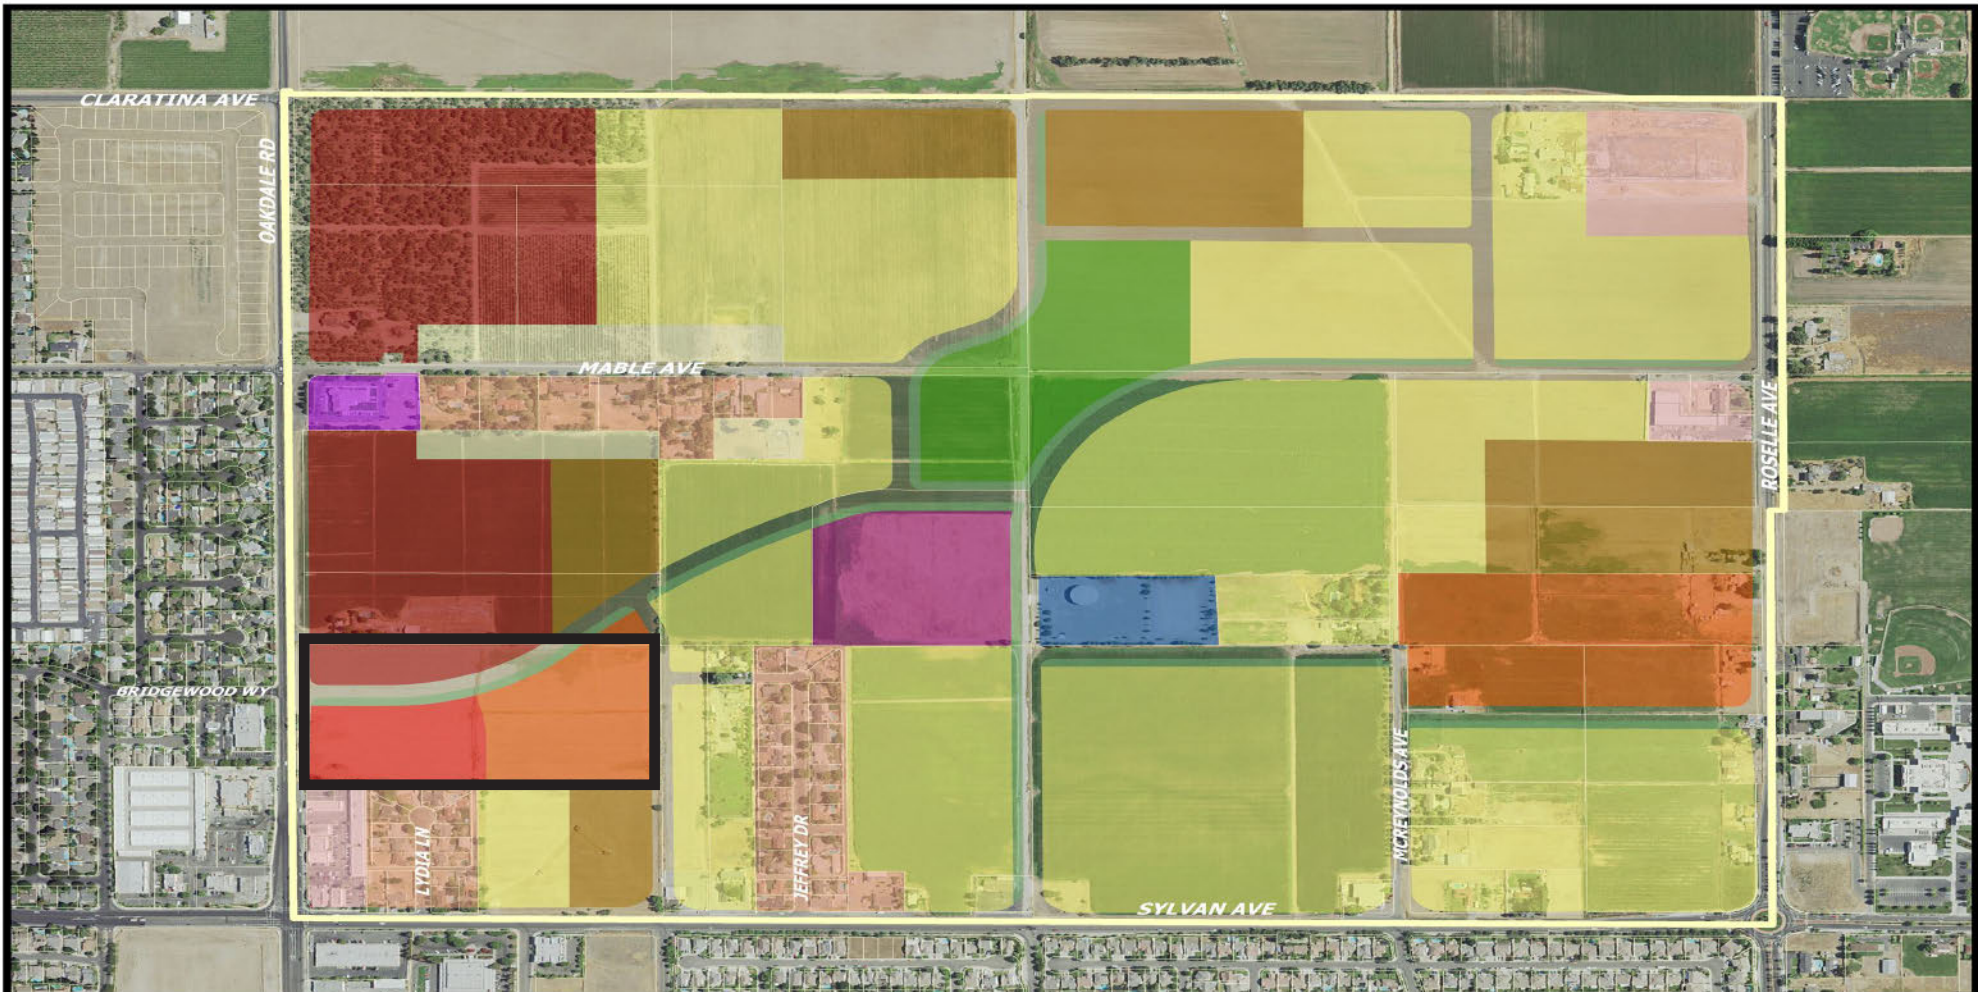 CLARATINA AVE
OAKDALE RD
MABLE AVE
ROSELLE AVE
BRIDGEWOOD WY
LYDIA LN
JEFFREY DR
MCREYNOLDS AVE
SYLVAN AVE